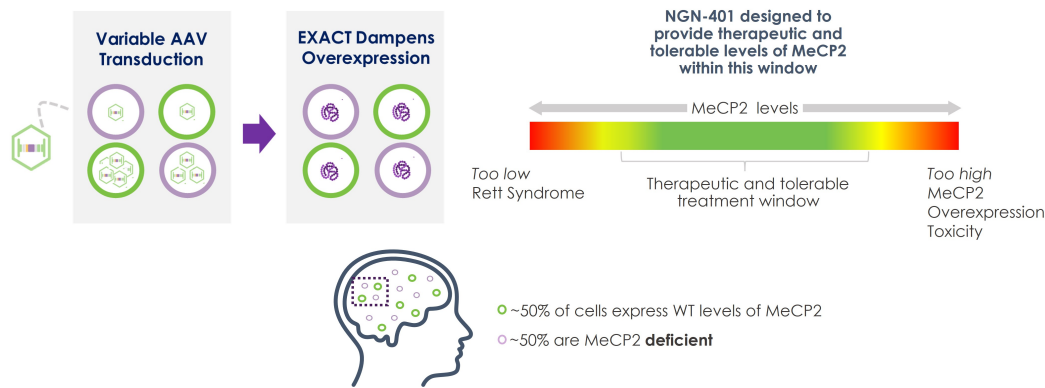 Variable AAV
Transduction
EXACT Dampens
Overexpression
NGN-401 designed to
provide therapeutic and
tolerable levels of MeCP2
within this window
MeCP2 levels
Too low
Rett Syndrome
Therapeutic and tolerable
treatment window
Too high
MeCP2
Overexpression
Toxicity
~50% of cells express WT levels of MeCP2
~50% are MeCP2 deficient